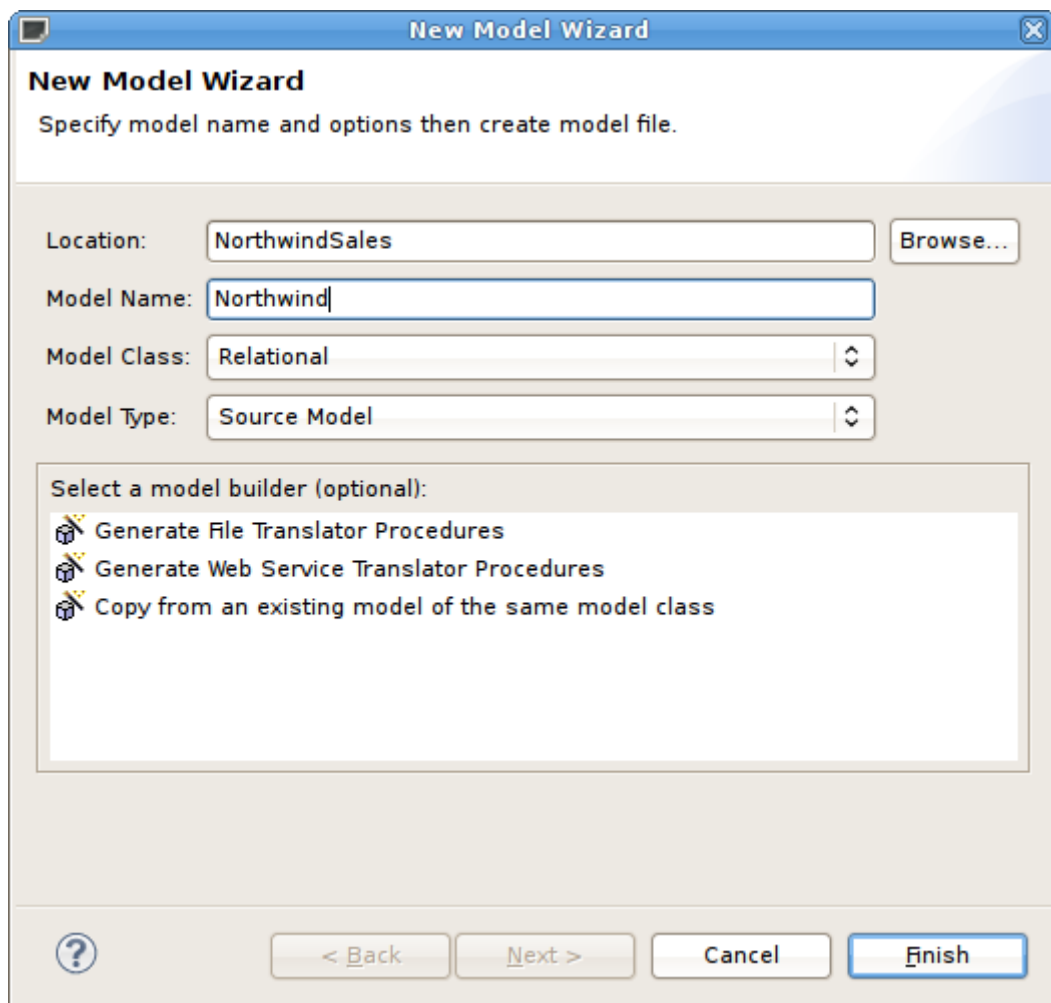 New Model Wizard
New Model Wizard
Specify model name and options then create model file.
Location: NorthwindSales Browse...
Model Name: Northwind
Model Class: Relational
Model Type: Source Model
Select a model builder (optional):
Generate File Translator Procedures
Generate Web Service Translator Procedures
Copy from an existing model of the same model class
? < Back Next > Cancel Finish